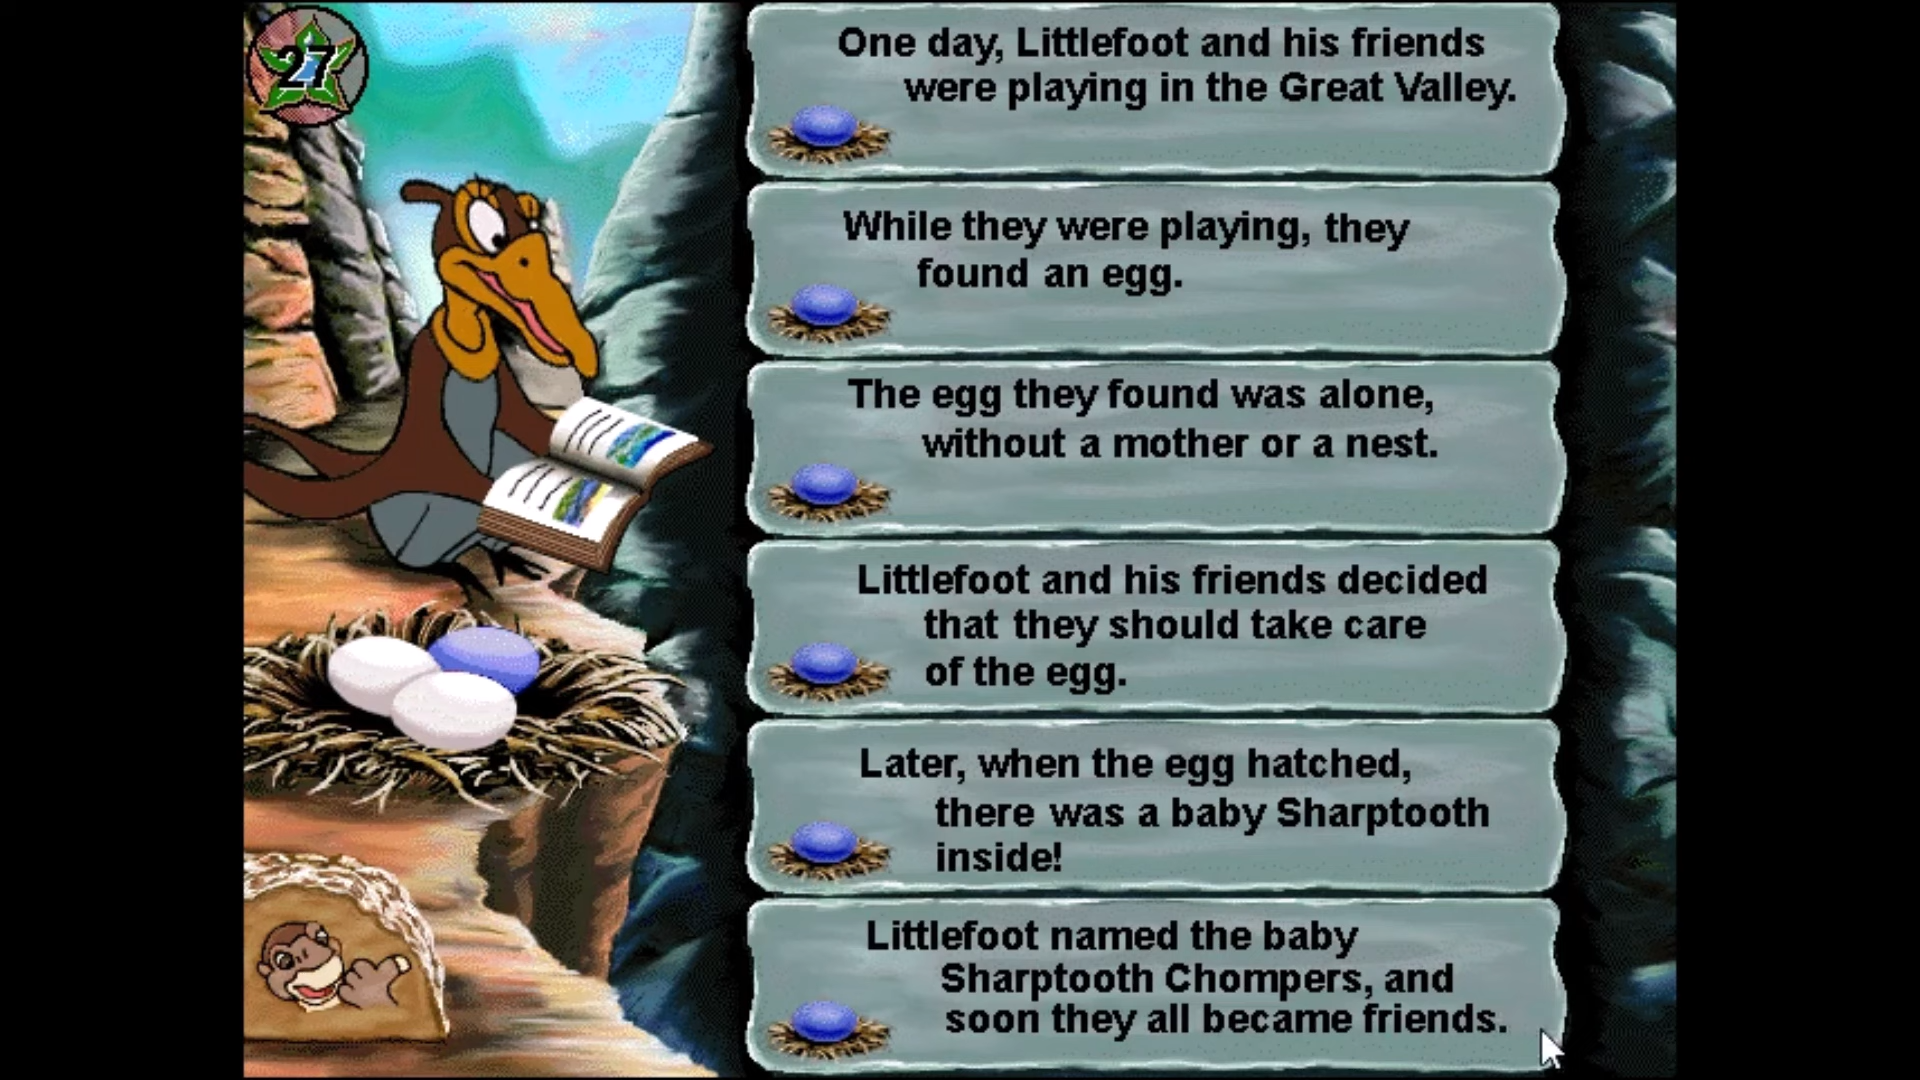 27
One day, Littlefoot and his friends
were playing in the Great Valley.
While they were playing, they
found an egg.
The egg they found was alone,
without a mother or a nest.
Littlefoot and his friends decided
that they should take care
of the egg.
Later, when the egg hatched,
there was a baby Sharptooth
inside!
Littlefoot named the baby
Sharptooth Chompers, and
soon they all became friends.